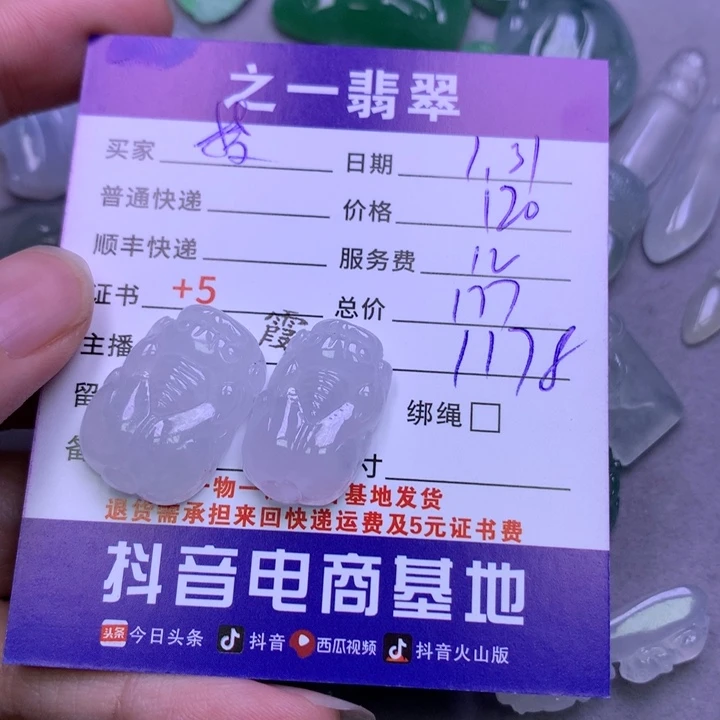 之一翡翠
买家 日期 1.31
普通快递 价格 120
顺丰快递 服务费 12
证书 +5 总价 177
主播 霞 1178
留
备 绑绳
寸
一物一 基地发货
退货需承担来回快递运费及5元证书费
抖音电商基地
头条 今日头条 抖音 西瓜视频 抖音火山版